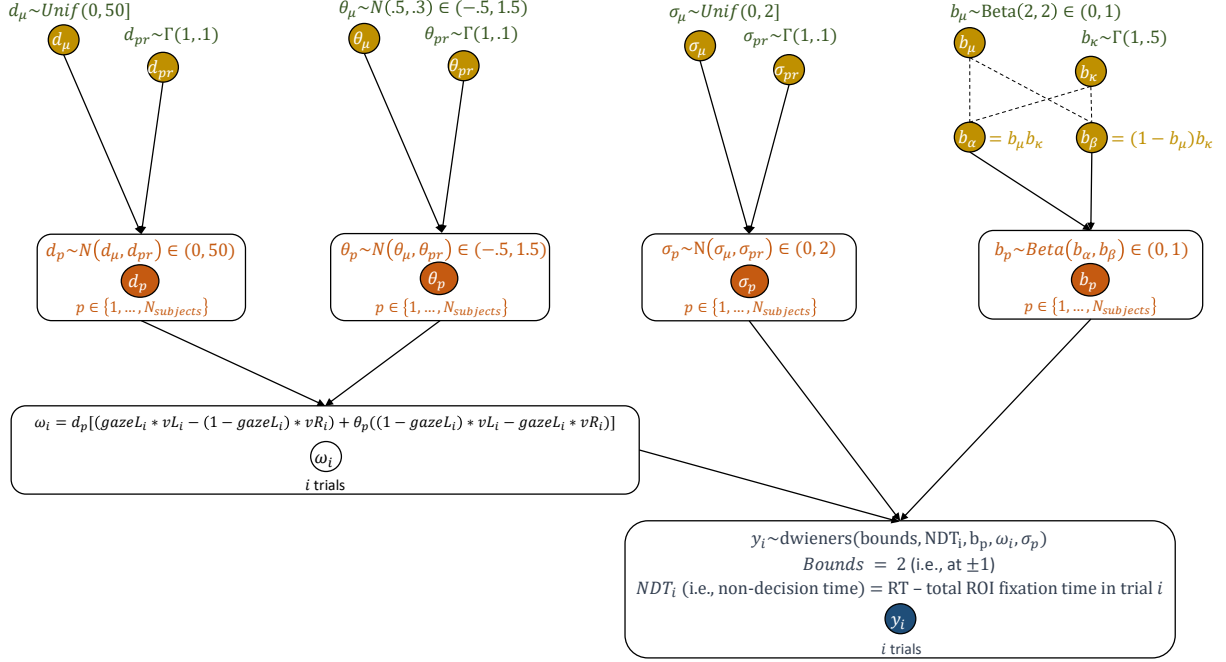 d_μ~Unif(0, 50]
θ_μ~N(.5, .3) ∈ (−.5, 1.5)
σ_μ~Unif(0, 2]
b_μ~Beta(2, 2) ∈ (0, 1)
d_pr~Γ(1, .1)
θ_pr~Γ(1, .1)
σ_pr~Γ(1, .1)
b_κ~Γ(1, .5)
d_μ
d_pr
θ_μ
θ_pr
σ_μ
σ_pr
b_μ
b_κ
b_α = b_μb_κ
b_β = (1 − b_μ)b_κ
d_p~N(d_μ, d_pr) ∈ (0, 50)
d_p
p ∈ {1, … , N_subjects}
θ_p~N(θ_μ, θ_pr) ∈ (−.5, 1.5)
θ_p
p ∈ {1, … , N_subjects}
σ_p~N(σ_μ, σ_pr) ∈ (0, 2)
σ_p
p ∈ {1, … , N_subjects}
b_p~Beta(b_α, b_β) ∈ (0, 1)
b_p
p ∈ {1, … , N_subjects}
ω_i = d_p[(gazeL_i * vL_i − (1 − gazeL_i) * vR_i) + θ_p((1 − gazeL_i) * vL_i − gazeL_i * vR_i)]
ω_i
i trials
y_i~dwieners(bounds, NDT_i, b_p, ω_i, σ_p)
Bounds = 2 (i.e., at ±1)
NDT_i (i.e., non-decision time) = RT – total ROI fixation time in trial i
y_i
i trials